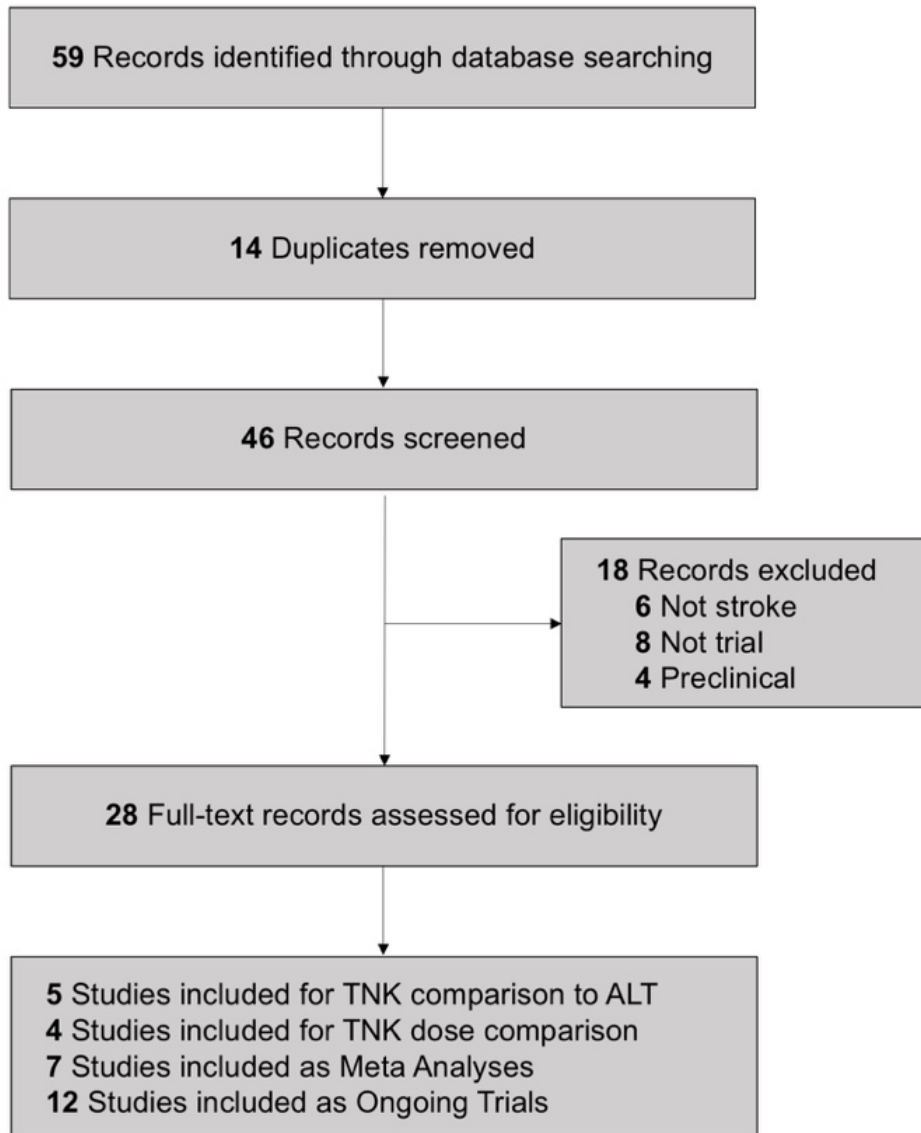 59 Records identified through database searching
14 Duplicates removed
46 Records screened
18 Records excluded
6 Not stroke
8 Not trial
4 Preclinical
28 Full-text records assessed for eligibility
5 Studies included for TNK comparison to ALT
4 Studies included for TNK dose comparison
7 Studies included as Meta Analyses
12 Studies included as Ongoing Trials